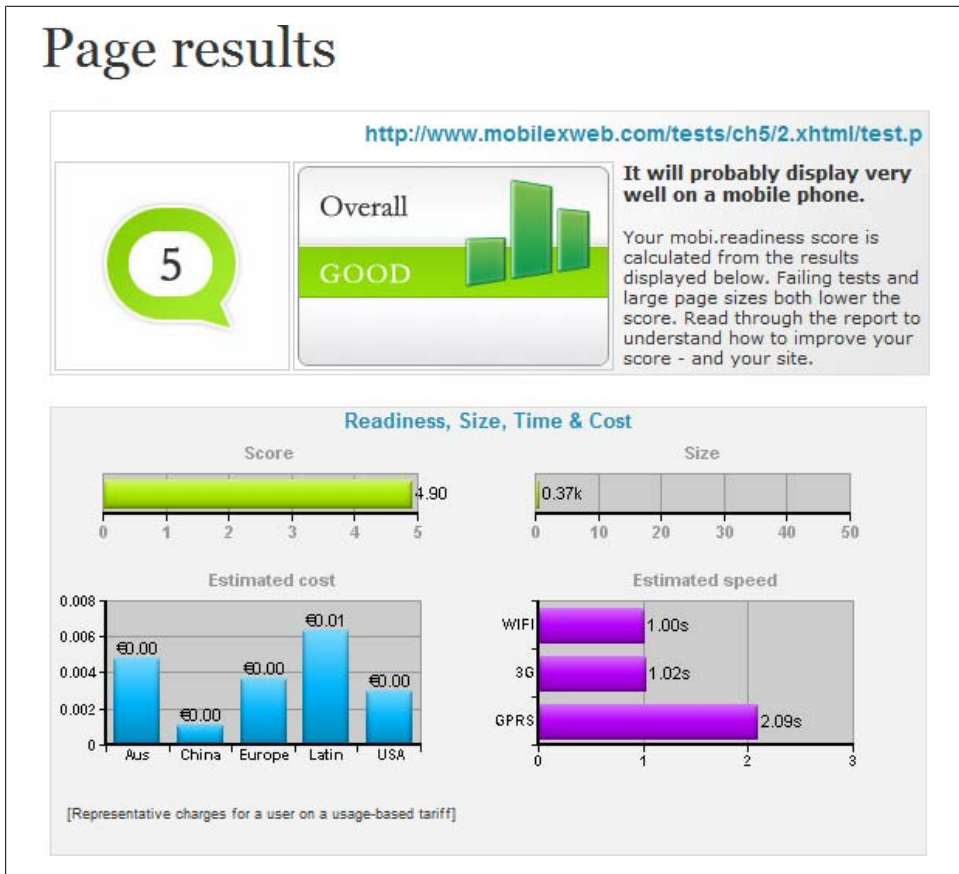 Page results
http://www.mobilexweb.com/tests/ch5/2.xhtml/test.p
5
Overall
GOOD
It will probably display very
well on a mobile phone.
Your mobi.readiness score is
calculated from the results
displayed below. Failing tests and
large page sizes both lower the
score. Read through the report to
understand how to improve your
score - and your site.
Readiness, Size, Time & Cost
Score
4.90
0 1 2 3 4 5
Size
0.37k
0 10 20 30 40 50
Estimated cost
0.008
0.006
0.004
0.002
0
€0.00
€0.00
€0.00
€0.01
€0.00
Aus China Europe Latin USA
Estimated speed
WIFI 1.00s
3G 1.02s
GPRS 2.09s
0 1 2 3
[Representative charges for a user on a usage-based tariff]